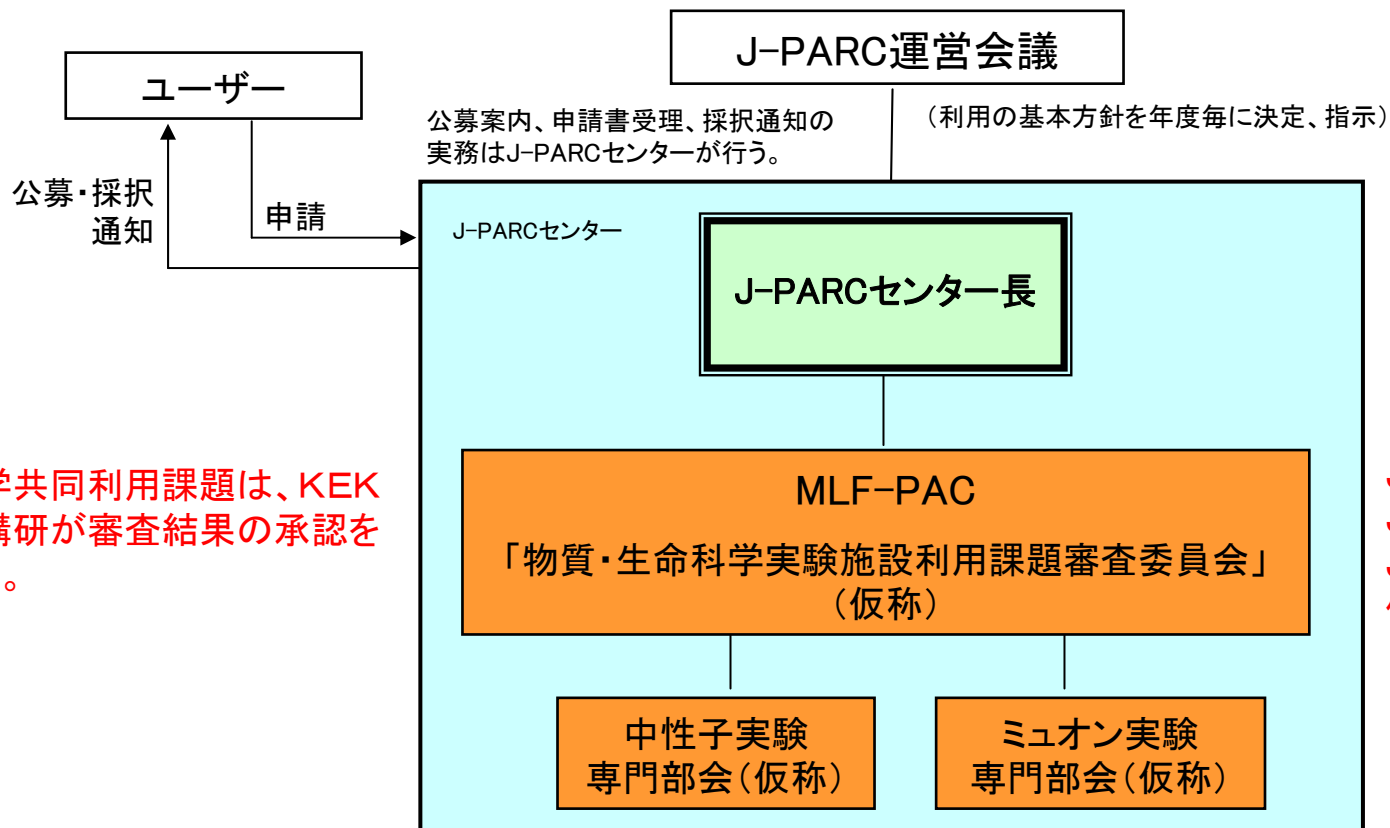 J-PARC運営会議
ユーザー
公募案内、申請書受理、採択通知の
実務はJ-PARCセンターが行う。
（利用の基本方針を年度毎に決定、指示）
公募・採択
通知
申請
J-PARCセンター
J-PARCセンター長
学共同利用課題は、KEK
構研が審査結果の承認を
。
MLF-PAC
「物質・生命科学実験施設利用課題審査委員会」
（仮称）
中性子実験
専門部会（仮称）
ミュオン実験
専門部会（仮称）